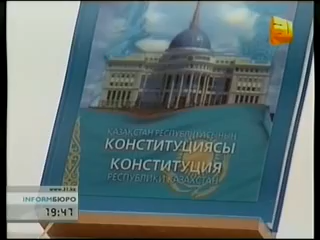 ҚАЗАҚСТАН РЕСПУБЛИКАСЫНЫҢ
КОНСТИТУЦИЯСЫ
КОНСТИТУЦИЯ
РЕСПУБЛИКИ КАЗАХСТАН
www.31.kz
INFORMБЮРО
19:47